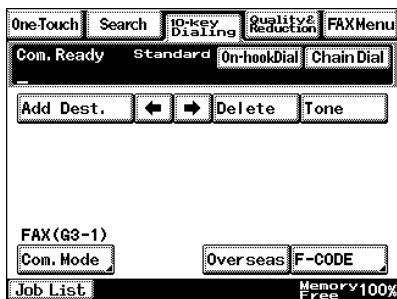 One-Touch Search 10-key Dialing Quality& Reduction FAX Menu
Com. Ready Standard On-hookDial Chain Dial
Add Dest. ← → Delete Tone
FAX(G3-1)
Com. Mode Overseas F-CODE
Job List Memory Free 100%